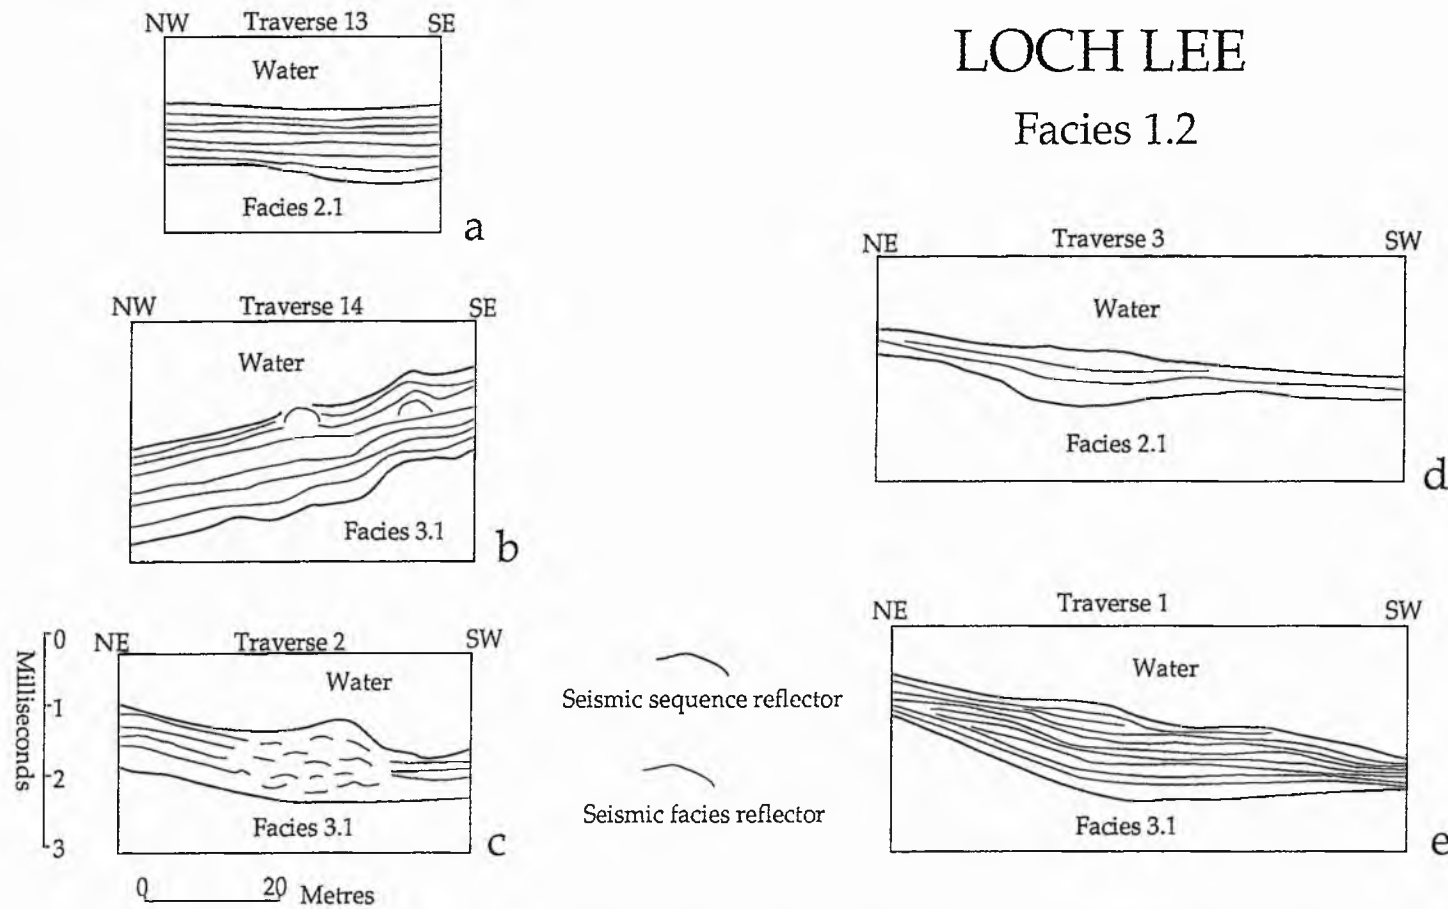 LOCH LEE
Facies 1.2
NW Traverse 13 SE
Water
Facies 2.1
a
NW Traverse 14 SE
Water
Facies 3.1
b
NE Traverse 2 SW
Water
Facies 3.1
c
0
1
2
3
Milliseconds
0 20 Metres
Seismic sequence reflector
Seismic facies reflector
NE Traverse 3 SW
Water
Facies 2.1
d
NE Traverse 1 SW
Water
Facies 3.1
e